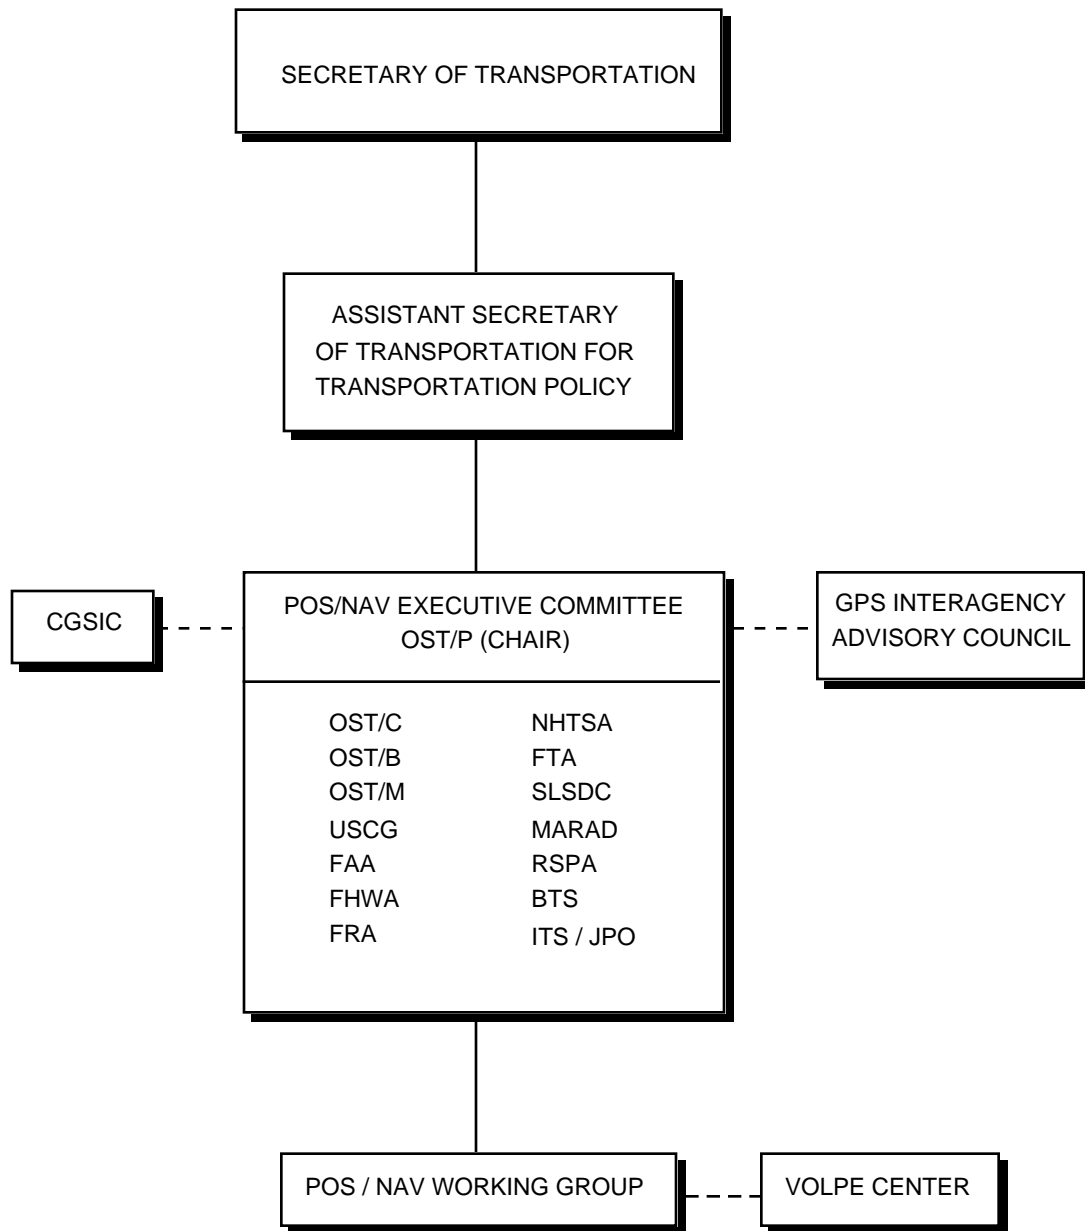 SECRETARY OF TRANSPORTATION
ASSISTANT SECRETARY
OF TRANSPORTATION FOR
TRANSPORTATION POLICY
CGSIC
POS/NAV EXECUTIVE COMMITTEE
OST/P (CHAIR)
GPS INTERAGENCY
ADVISORY COUNCIL
OST/C
OST/B
OST/M
USCG
FAA
FHWA
FRA
NHTSA
FTA
SLSDC
MARAD
RSPA
BTS
ITS / JPO
POS / NAV WORKING GROUP
VOLPE CENTER